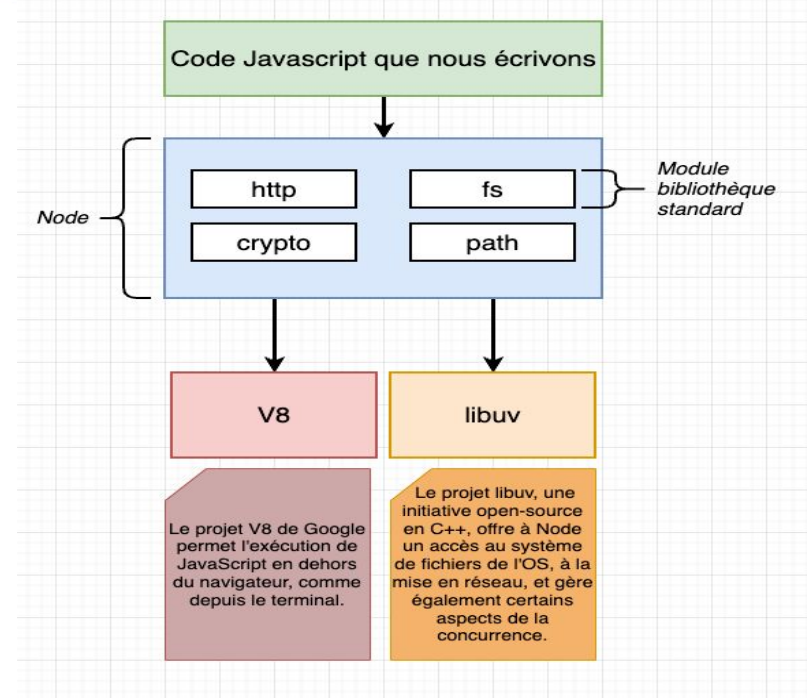 Code Javascript que nous écrivons
http
fs
Module
bibliothèque
standard
Node
crypto
path
V8
libuv
Le projet V8 de Google
permet l'exécution de
JavaScript en dehors
du navigateur, comme
depuis le terminal.
Le projet libuv, une
initiative open-source
en C++, offre à Node
un accès au système
de fichiers de l'OS, à la
mise en réseau, et gère
également certains
aspects de la
concurrence.